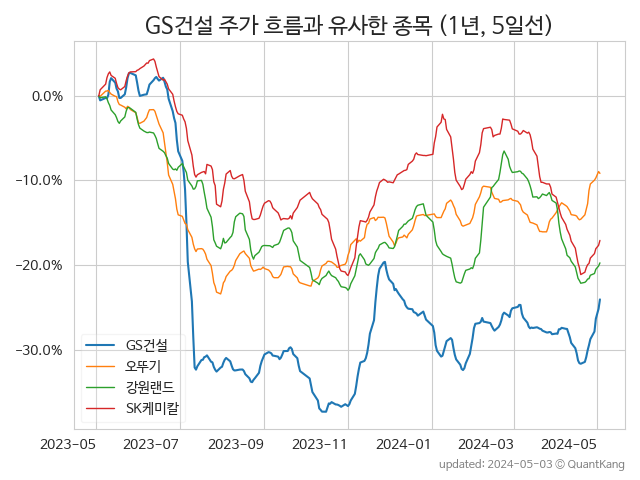 GS건설 주가 흐름과 유사한 종목 (1년, 5일선)
0.0%
−10.0%
−20.0%
−30.0%
GS건설
오뚜기
강원랜드
SK케미칼
2023-05 2023-07 2023-09 2023-11 2024-01 2024-03 2024-05
updated: 2024-05-03 © QuantKang